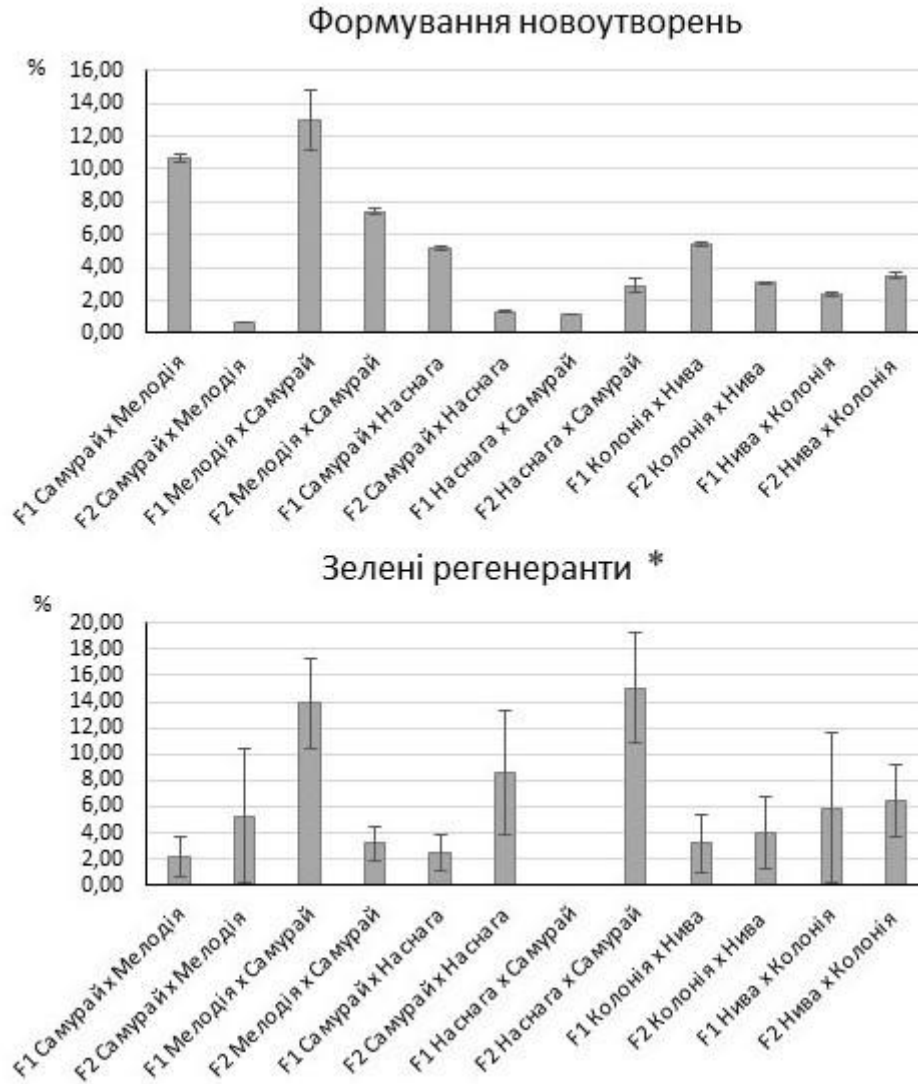 Формування новоутворень
%
16,00
14,00
12,00
10,00
8,00
6,00
4,00
2,00
0,00
F1 Самурай х Мелодія
F2 Самурай х Мелодія
F1 Мелодія х Самурай
F2 Мелодія х Самурай
F1 Самурай х Наснага
F2 Самурай х Наснага
F1 Наснага х Самурай
F2 Наснага х Самурай
F1 Колонія х Нива
F2 Колонія х Нива
F1 Нива х Колонія
F2 Нива х Колонія
Зелені регенеранти *
%
20,00
18,00
16,00
14,00
12,00
10,00
8,00
6,00
4,00
2,00
0,00
F1 Самурай х Мелодія
F2 Самурай х Мелодія
F1 Мелодія х Самурай
F2 Мелодія х Самурай
F1 Самурай х Наснага
F2 Самурай х Наснага
F1 Наснага х Самурай
F2 Наснага х Самурай
F1 Колонія х Нива
F2 Колонія х Нива
F1 Нива х Колонія
F2 Нива х Колонія